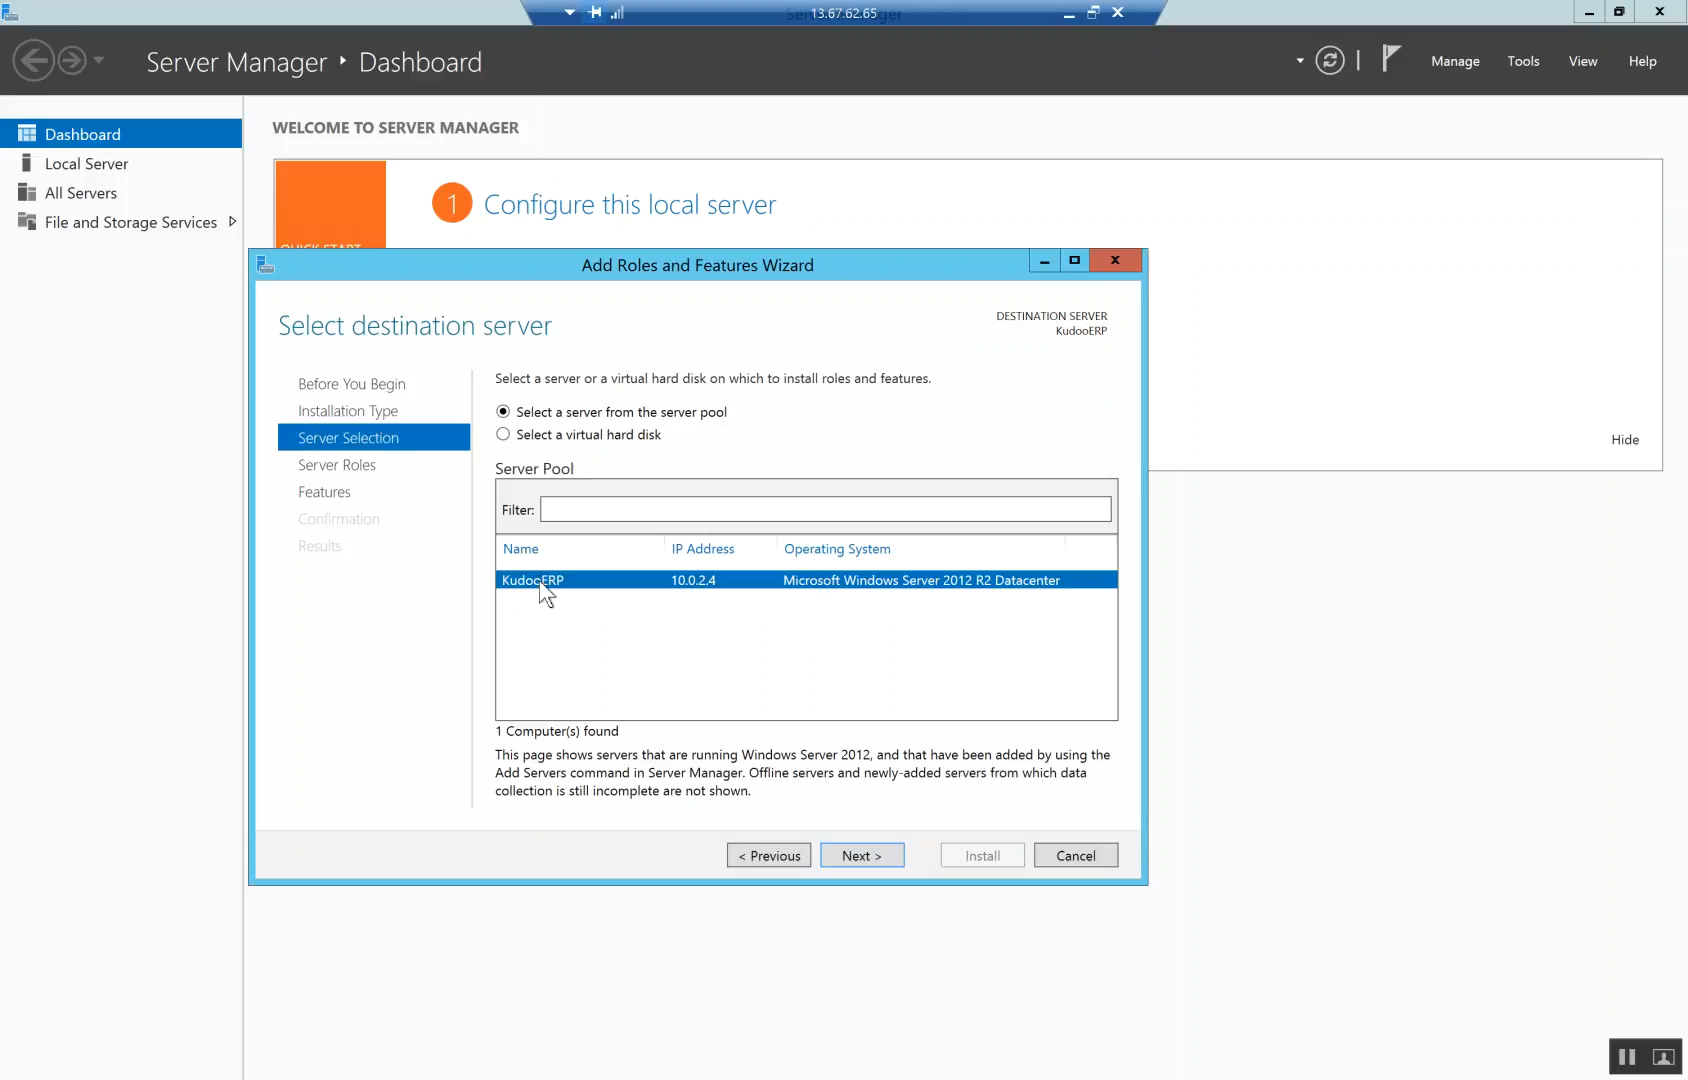 13.67.62.65
Server Manager
Dashboard
Manage
Tools
View
Help
Dashboard
Local Server
All Servers
File and Storage Services
WELCOME TO SERVER MANAGER
1
Configure this local server
QUICK START
Hide
Add Roles and Features Wizard
Select destination server
DESTINATION SERVER
KudooERP
Before You Begin
Installation Type
Server Selection
Server Roles
Features
Confirmation
Results
Select a server or a virtual hard disk on which to install roles and features.
Select a server from the server pool
Select a virtual hard disk
Server Pool
Filter:
Name IP Address Operating System
KudooERP 10.0.2.4 Microsoft Windows Server 2012 R2 Datacenter
1 Computer(s) found
This page shows servers that are running Windows Server 2012, and that have been added by using the
Add Servers command in Server Manager. Offline servers and newly-added servers from which data
collection is still incomplete are not shown.
< Previous
Next >
Install
Cancel